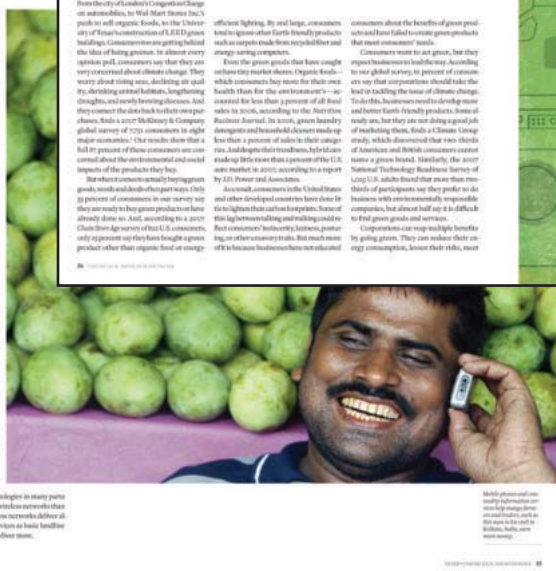 from the city of London's Congestion Charge
on automobiles, to Wal-Mart Stores Inc.'s
push to sell organic foods, to the Univer-
sity of Texas's construction of LEED green
buildings. Consumers too are getting behind
the idea of being greener. In almost every
opinion poll, consumers say that they are
very concerned about climate change. They
worry about rising seas, declining air qual-
ity, shrinking animal habitats, lengthening
droughts, and newly brewing diseases. And
they connect the dots back to their own pur-
chases, finds a 2007 McKinsey & Company
global survey of 7,751 consumers in eight
major economies. Our results show that a
full 87 percent of these consumers are con-
cerned about the environmental and social
impacts of the products they buy.
But when it comes to actually buying green
goods, words and deeds often part ways. Only
33 percent of consumers in our survey say
they are ready to buy green products or have
already done so. And, according to a 2007
Chain Store Age survey of 822 U.S. consumers,
only 25 percent say they have bought a green
product other than organic food or energy-
efficient lighting. By and large, consumers
tend to ignore other Earth-friendly products
such as carpets made from recycled fiber and
energy-saving computers.
Even the green goods that have caught
on have tiny market shares. Organic foods—
which consumers buy more for their own
health than for the environment's—ac-
counted for less than 3 percent of all food
sales in 2006, according to the Nutrition
Business Journal. In 2006, green laundry
detergents and household cleaners made up
less than 2 percent of sales in their catego-
ries. And despite their trendiness, hybrid cars
made up little more than 2 percent of the U.S.
auto market in 2007, according to a report
by J.D. Power and Associates.
As a result, consumers in the United States
and other developed countries have done lit-
tle to lighten their carbon footprints. Some of
this lag between talking and walking could re-
flect consumers' insincerity, laziness, postur-
ing, or other unsavory traits. But much more
of it is because businesses have not educated
consumers about the benefits of green prod-
ucts and have failed to create green products
that meet consumers' needs.
Consumers want to act green, but they
expect businesses to lead the way. According
to our global survey, 61 percent of consum-
ers say that corporations should take the
lead in tackling the issue of climate change.
To do this, businesses need to develop more
and better Earth-friendly products. Some al-
ready are, but they are not doing a good job
of marketing them, finds a Climate Group
study, which discovered that two-thirds
of American and British consumers cannot
name a green brand. Similarly, the 2007
National Technology Readiness Survey of
1,025 U.S. adults found that more than two-
thirds of participants say they prefer to do
business with environmentally responsible
companies, but almost half say it is difficult
to find green goods and services.
Corporations can reap multiple benefits
by going green. They can reduce their en-
ergy consumption, lessen their risks, meet
ologies in many parts
wireless networks than
ss networks deliver al-
vices as basic landline
deliver more.
Mobile phones and com-
modity information ser-
vices help mango farm-
ers and traders, such as
this man in his stall in
Kolkata, India, earn
more money.